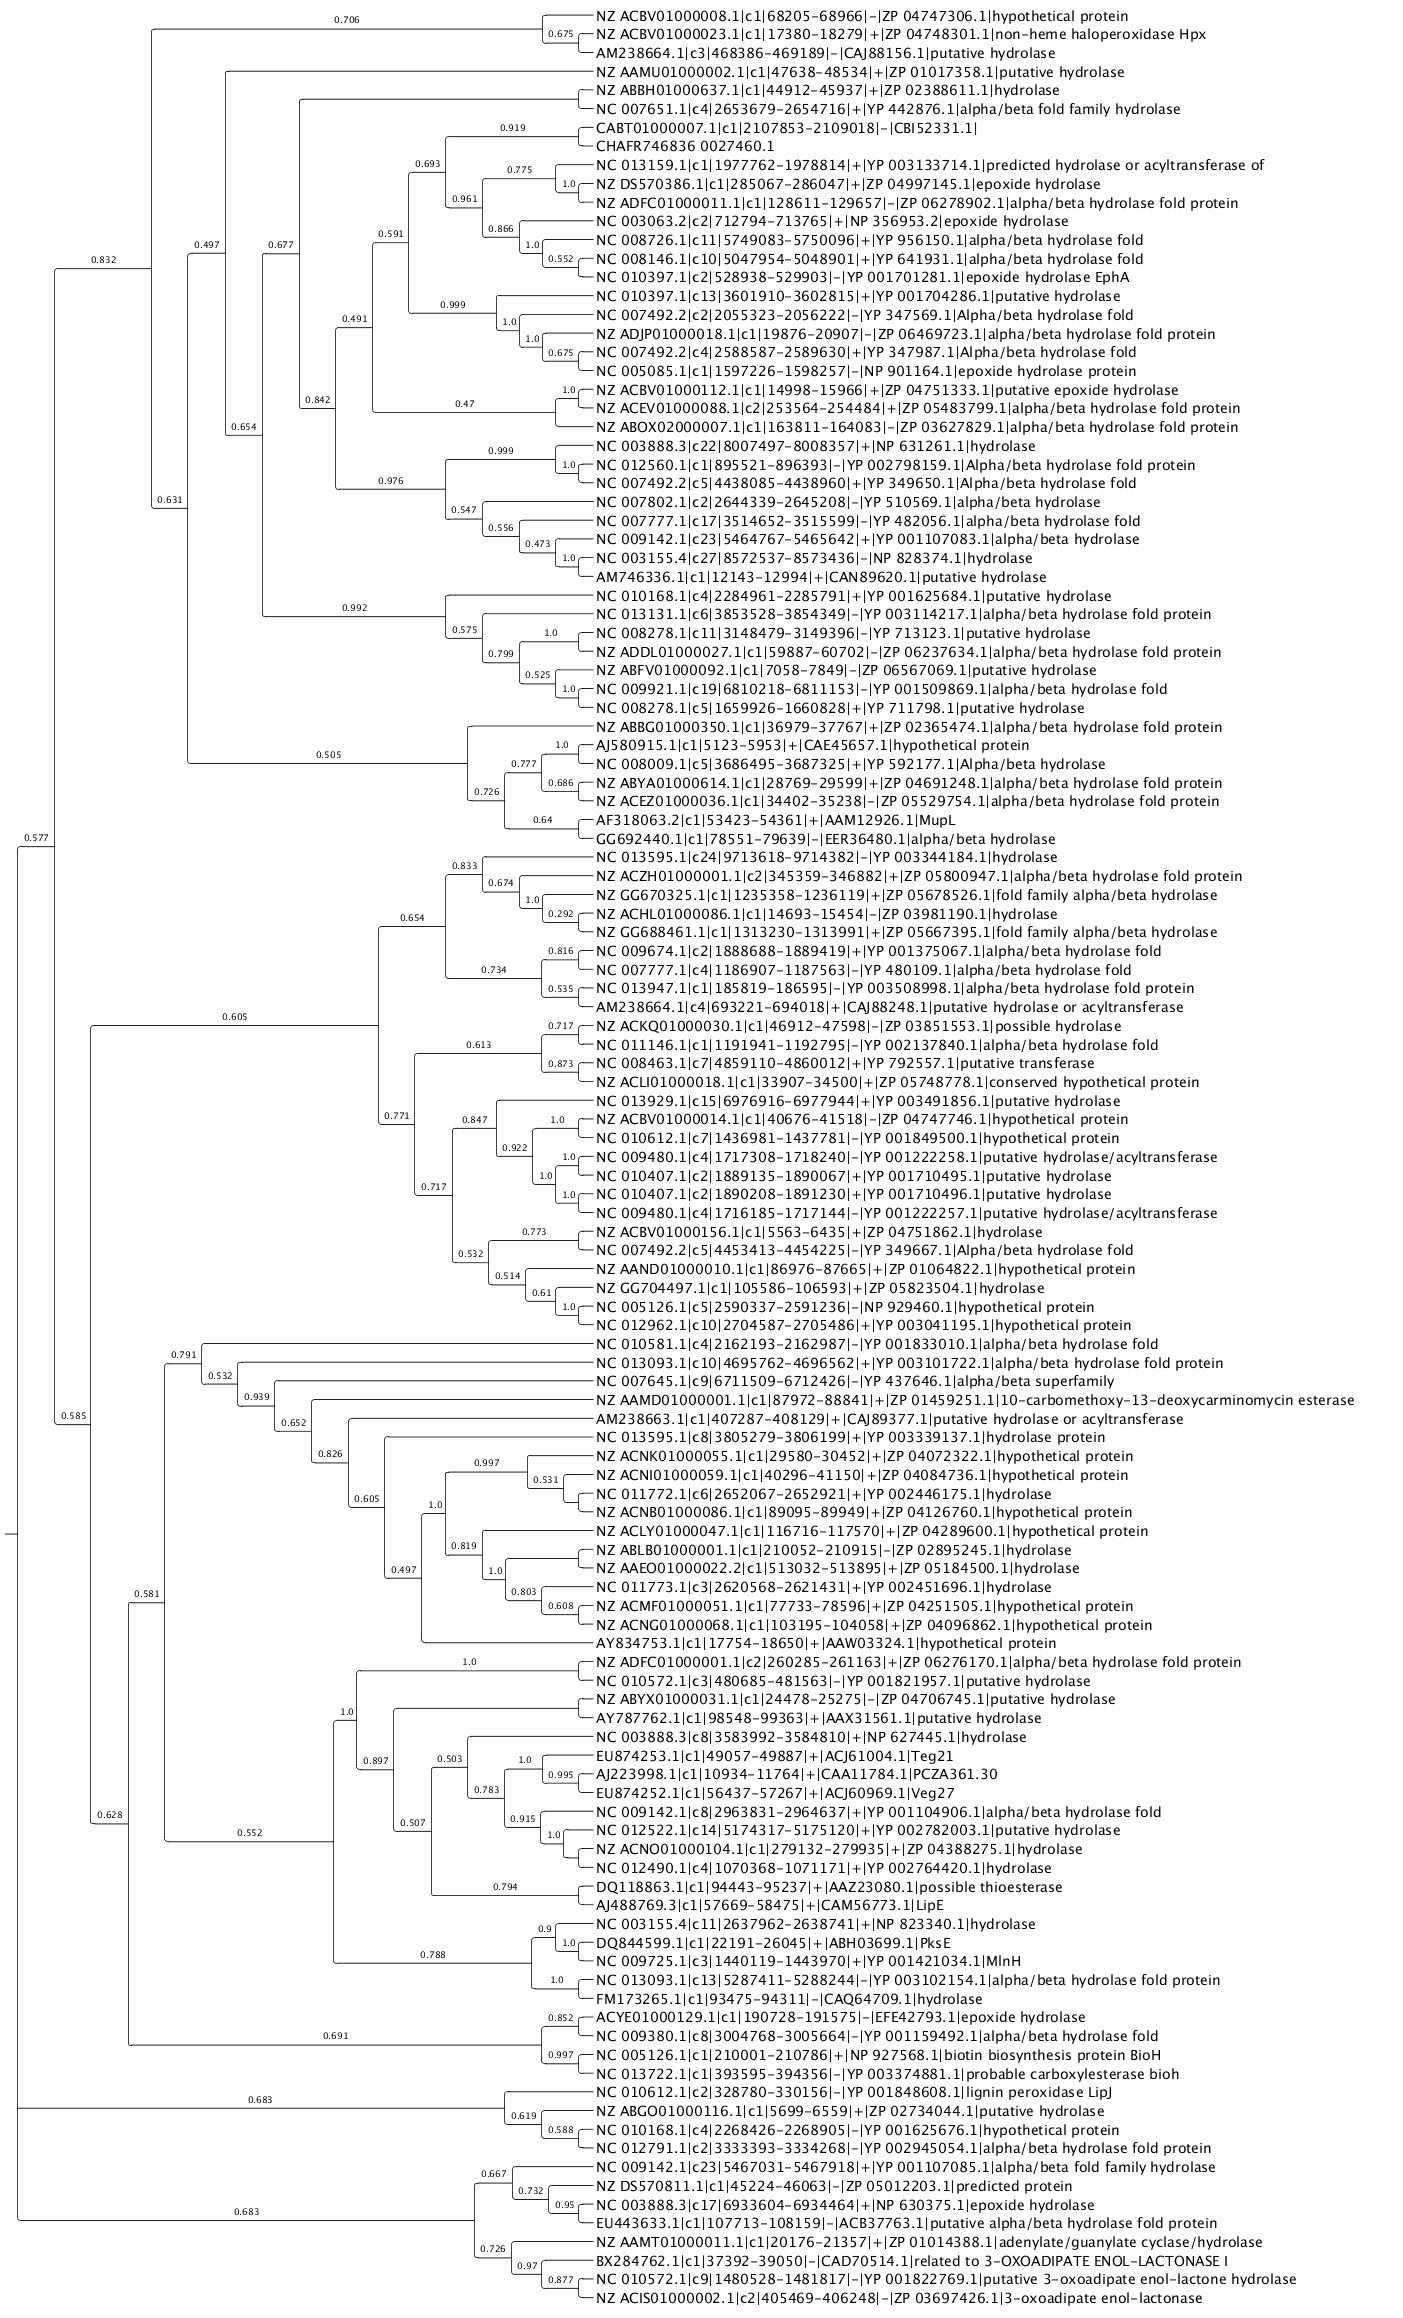 NZ ACBV01000008.1|c1|68205-68966|-|ZP 04747306.1|hypothetical protein
0.706
0.675
NZ ACBV01000023.1|c1|17380-18279|+|ZP 04748301.1|non-heme haloperoxidase Hpx
AM238664.1|c3|468386-469189|-|CAJ88156.1|putative hydrolase
NZ AAMU01000002.1|c1|47638-48534|+|ZP 01017358.1|putative hydrolase
NZ ABBH01000637.1|c1|44912-45937|+|ZP 02388611.1|hydrolase
NC 007651.1|c4|2653679-2654716|+|YP 442876.1|alpha/beta fold family hydrolase
0.919
CABT01000007.1|c1|2107853-2109018|-|CBI52331.1|
CHAFR746836 0027460.1
0.693
NC 013159.1|c1|1977762-1978814|+|YP 003133714.1|predicted hydrolase or acyltransferase of
0.775
1.0
NZ DS570386.1|c1|285067-286047|+|ZP 04997145.1|epoxide hydrolase
0.961
NZ ADFC01000011.1|c1|128611-129657|-|ZP 06278902.1|alpha/beta hydrolase fold protein
NC 003063.2|c2|712794-713765|+|NP 356953.2|epoxide hydrolase
0.866
0.591
NC 008726.1|c11|5749083-5750096|+|YP 956150.1|alpha/beta hydrolase fold
0.497
0.677
1.0
0.832
0.552
NC 008146.1|c10|5047954-5048901|+|YP 641931.1|alpha/beta hydrolase fold
NC 010397.1|c2|528938-529903|-|YP 001701281.1|epoxide hydrolase EphA
NC 010397.1|c13|3601910-3602815|+|YP 001704286.1|putative hydrolase
0.999
NC 007492.2|c2|2055323-2056222|-|YP 347569.1|Alpha/beta hydrolase fold
0.491
1.0
NZ ADJP01000018.1|c1|19876-20907|-|ZP 06469723.1|alpha/beta hydrolase fold protein
1.0
0.675
NC 007492.2|c4|2588587-2589630|+|YP 347987.1|Alpha/beta hydrolase fold
NC 005085.1|c1|1597226-1598257|-|NP 901164.1|epoxide hydrolase protein
1.0
NZ ACBV01000112.1|c1|14998-15966|+|ZP 04751333.1|putative epoxide hydrolase
0.842
0.47
NZ ACEV01000088.1|c2|253564-254484|+|ZP 05483799.1|alpha/beta hydrolase fold protein
0.654
NZ ABOX02000007.1|c1|163811-164083|-|ZP 03627829.1|alpha/beta hydrolase fold protein
NC 003888.3|c22|8007497-8008357|+|NP 631261.1|hydrolase
0.999
1.0
NC 012560.1|c1|895521-896393|-|YP 002798159.1|Alpha/beta hydrolase fold protein
0.976
NC 007492.2|c5|4438085-4438960|+|YP 349650.1|Alpha/beta hydrolase fold
0.631
NC 007802.1|c2|2644339-2645208|-|YP 510569.1|alpha/beta hydrolase
0.547
NC 007777.1|c17|3514652-3515599|-|YP 482056.1|alpha/beta hydrolase fold
0.556
NC 009142.1|c23|5464767-5465642|+|YP 001107083.1|alpha/beta hydrolase
0.473
1.0
NC 003155.4|c27|8572537-8573436|-|NP 828374.1|hydrolase
AM746336.1|c1|12143-12994|+|CAN89620.1|putative hydrolase
NC 010168.1|c4|2284961-2285791|+|YP 001625684.1|putative hydrolase
0.992
NC 013131.1|c6|3853528-3854349|-|YP 003114217.1|alpha/beta hydrolase fold protein
0.575
1.0
NC 008278.1|c11|3148479-3149396|-|YP 713123.1|putative hydrolase
0.799
NZ ADDL01000027.1|c1|59887-60702|-|ZP 06237634.1|alpha/beta hydrolase fold protein
NZ ABFV01000092.1|c1|7058-7849|-|ZP 06567069.1|putative hydrolase
0.525
1.0
NC 009921.1|c19|6810218-6811153|-|YP 001509869.1|alpha/beta hydrolase fold
NC 008278.1|c5|1659926-1660828|+|YP 711798.1|putative hydrolase
NZ ABBG01000350.1|c1|36979-37767|+|ZP 02365474.1|alpha/beta hydrolase fold protein
1.0
AJ580915.1|c1|5123-5953|+|CAE45657.1|hypothetical protein
0.505
0.777
NC 008009.1|c5|3686495-3687325|+|YP 592177.1|Alpha/beta hydrolase
0.686
NZ ABYA01000614.1|c1|28769-29599|+|ZP 04691248.1|alpha/beta hydrolase fold protein
0.726
NZ ACEZ01000036.1|c1|34402-35238|-|ZP 05529754.1|alpha/beta hydrolase fold protein
0.64
AF318063.2|c1|53423-54361|+|AAM12926.1|MupL
0.577
GG692440.1|c1|78551-79639|-|EER36480.1|alpha/beta hydrolase
NC 013595.1|c24|9713618-9714382|-|YP 003344184.1|hydrolase
0.833
NZ ACZH01000001.1|c2|345359-346882|+|ZP 05800947.1|alpha/beta hydrolase fold protein
0.674
NZ GG670325.1|c1|1235358-1236119|+|ZP 05678526.1|fold family alpha/beta hydrolase
1.0
0.292
NZ ACHL01000086.1|c1|14693-15454|-|ZP 03981190.1|hydrolase
0.654
NZ GG688461.1|c1|1313230-1313991|+|ZP 05667395.1|fold family alpha/beta hydrolase
0.816
NC 009674.1|c2|1888688-1889419|+|YP 001375067.1|alpha/beta hydrolase fold
0.734
NC 007777.1|c4|1186907-1187563|-|YP 480109.1|alpha/beta hydrolase fold
0.535
NC 013947.1|c1|185819-186595|-|YP 003508998.1|alpha/beta hydrolase fold protein
AM238664.1|c4|693221-694018|+|CAJ88248.1|putative hydrolase or acyltransferase
0.605
0.717
NZ ACKQ01000030.1|c1|46912-47598|-|ZP 03851553.1|possible hydrolase
0.613
NC 011146.1|c1|1191941-1192795|-|YP 002137840.1|alpha/beta hydrolase fold
0.873
NC 008463.1|c7|4859110-4860012|+|YP 792557.1|putative transferase
NZ ACLI01000018.1|c1|33907-34500|+|ZP 05748778.1|conserved hypothetical protein
NC 013929.1|c15|6976916-6977944|+|YP 003491856.1|putative hydrolase
0.771
0.847
1.0
NZ ACBV01000014.1|c1|40676-41518|-|ZP 04747746.1|hypothetical protein
0.922
NC 010612.1|c7|1436981-1437781|-|YP 001849500.1|hypothetical protein
1.0
NC 009480.1|c4|1717308-1718240|-|YP 001222258.1|putative hydrolase/acyltransferase
1.0
NC 010407.1|c2|1889135-1890067|+|YP 001710495.1|putative hydrolase
0.717
1.0
NC 010407.1|c2|1890208-1891230|+|YP 001710496.1|putative hydrolase
NC 009480.1|c4|1716185-1717144|-|YP 001222257.1|putative hydrolase/acyltransferase
0.773
NZ ACBV01000156.1|c1|5563-6435|+|ZP 04751862.1|hydrolase
0.532
NC 007492.2|c5|4453413-4454225|-|YP 349667.1|Alpha/beta hydrolase fold
NZ AAND01000010.1|c1|86976-87665|+|ZP 01064822.1|hypothetical protein
0.514
NZ GG704497.1|c1|105586-106593|+|ZP 05823504.1|hydrolase
0.61
1.0
NC 005126.1|c5|2590337-2591236|-|NP 929460.1|hypothetical protein
NC 012962.1|c10|2704587-2705486|+|YP 003041195.1|hypothetical protein
NC 010581.1|c4|2162193-2162987|-|YP 001833010.1|alpha/beta hydrolase fold
0.791
NC 013093.1|c10|4695762-4696562|+|YP 003101722.1|alpha/beta hydrolase fold protein
0.532
NC 007645.1|c9|6711509-6712426|-|YP 437646.1|alpha/beta superfamily
0.939
NZ AAMD01000001.1|c1|87972-88841|+|ZP 01459251.1|10-carbomethoxy-13-deoxycarminomycin esterase
0.585
0.652
AM238663.1|c1|407287-408129|+|CAJ89377.1|putative hydrolase or acyltransferase
NC 013595.1|c8|3805279-3806199|+|YP 003339137.1|hydrolase protein
0.826
NZ ACNK01000055.1|c1|29580-30452|+|ZP 04072322.1|hypothetical protein
0.997
0.531
NZ ACNI01000059.1|c1|40296-41150|+|ZP 04084736.1|hypothetical protein
NC 011772.1|c6|2652067-2652921|+|YP 002446175.1|hydrolase
0.605
1.0
NZ ACNB01000086.1|c1|89095-89949|+|ZP 04126760.1|hypothetical protein
NZ ACLY01000047.1|c1|116716-117570|+|ZP 04289600.1|hypothetical protein
0.819
NZ ABLB01000001.1|c1|210052-210915|-|ZP 02895245.1|hydrolase
0.497
1.0
NZ AAEO01000022.2|c1|513032-513895|+|ZP 05184500.1|hydrolase
NC 011773.1|c3|2620568-2621431|+|YP 002451696.1|hydrolase
0.581
0.803
0.608
NZ ACMF01000051.1|c1|77733-78596|+|ZP 04251505.1|hypothetical protein
NZ ACNG01000068.1|c1|103195-104058|+|ZP 04096862.1|hypothetical protein
AY834753.1|c1|17754-18650|+|AAW03324.1|hypothetical protein
1.0
NZ ADFC01000001.1|c2|260285-261163|+|ZP 06276170.1|alpha/beta hydrolase fold protein
NC 010572.1|c3|480685-481563|-|YP 001821957.1|putative hydrolase
NZ ABYX01000031.1|c1|24478-25275|-|ZP 04706745.1|putative hydrolase
1.0
AY787762.1|c1|98548-99363|+|AAX31561.1|putative hydrolase
NC 003888.3|c8|3583992-3584810|+|NP 627445.1|hydrolase
0.897
0.503
1.0
EU874253.1|c1|49057-49887|+|ACJ61004.1|Teg21
0.995
AJ223998.1|c1|10934-11764|+|CAA11784.1|PCZA361.30
0.783
EU874252.1|c1|56437-57267|+|ACJ60969.1|Veg27
NC 009142.1|c8|2963831-2964637|+|YP 001104906.1|alpha/beta hydrolase fold
0.628
0.507
0.915
NC 012522.1|c14|5174317-5175120|+|YP 002782003.1|putative hydrolase
0.552
1.0
NZ ACNO01000104.1|c1|279132-279935|+|ZP 04388275.1|hydrolase
NC 012490.1|c4|1070368-1071171|+|YP 002764420.1|hydrolase
0.794
DQ118863.1|c1|94443-95237|+|AAZ23080.1|possible thioesterase
AJ488769.3|c1|57669-58475|+|CAM56773.1|LipE
NC 003155.4|c11|2637962-2638741|+|NP 823340.1|hydrolase
0.9
1.0
DQ844599.1|c1|22191-26045|+|ABH03699.1|PksE
0.788
NC 009725.1|c3|1440119-1443970|+|YP 001421034.1|MlnH
1.0
NC 013093.1|c13|5287411-5288244|-|YP 003102154.1|alpha/beta hydrolase fold protein
FM173265.1|c1|93475-94311|-|CAQ64709.1|hydrolase
0.852
ACYE01000129.1|c1|190728-191575|-|EFE42793.1|epoxide hydrolase
0.691
NC 009380.1|c8|3004768-3005664|-|YP 001159492.1|alpha/beta hydrolase fold
0.997
NC 005126.1|c1|210001-210786|+|NP 927568.1|biotin biosynthesis protein BioH
NC 013722.1|c1|393595-394356|-|YP 003374881.1|probable carboxylesterase bioh
NC 010612.1|c2|328780-330156|-|YP 001848608.1|lignin peroxidase LipJ
0.683
0.619
NZ ABGO01000116.1|c1|5699-6559|+|ZP 02734044.1|putative hydrolase
0.588
NC 010168.1|c4|2268426-2268905|-|YP 001625676.1|hypothetical protein
NC 012791.1|c2|3333393-3334268|-|YP 002945054.1|alpha/beta hydrolase fold protein
NC 009142.1|c23|5467031-5467918|+|YP 001107085.1|alpha/beta fold family hydrolase
0.667
NZ DS570811.1|c1|45224-46063|-|ZP 05012203.1|predicted protein
0.732
0.95
NC 003888.3|c17|6933604-6934464|+|NP 630375.1|epoxide hydrolase
0.683
EU443633.1|c1|107713-108159|-|ACB37763.1|putative alpha/beta hydrolase fold protein
NZ AAMT01000011.1|c1|20176-21357|+|ZP 01014388.1|adenylate/guanylate cyclase/hydrolase
0.726
BX284762.1|c1|37392-39050|-|CAD70514.1|related to 3-OXOADIPATE ENOL-LACTONASE I
0.97
0.877
NC 010572.1|c9|1480528-1481817|-|YP 001822769.1|putative 3-oxoadipate enol-lactone hydrolase
NZ ACIS01000002.1|c2|405469-406248|-|ZP 03697426.1|3-oxoadipate enol-lactonase